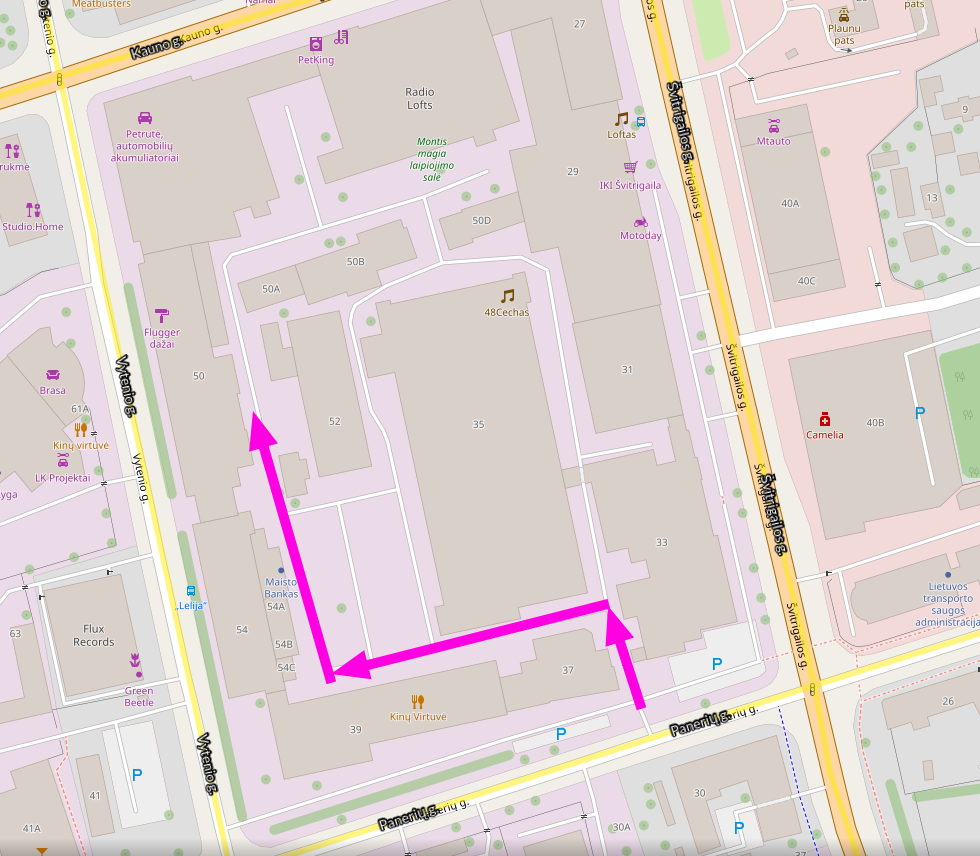 Meatbusters
Namai
pats
Plaunu
pats
27
Kauno g.
Kauno g.
PetKing
Radio
Lofts
Švitrigailos g.
Petrutė,
automobilių
akumuliatoriai
Montis
magia
laipiojimo
salė
Loftas
Mtauto
9
29
IKI Švitrigaila
40A
13
Studio.Home
50D
Motoday
50B
50A
40C
48Cechas
Flugger
dažai
50
Brasa
61A
31
Švitrigailos g.
Vytenio g.
52
35
Kinų virtuvė
P
Camelia
40B
LK Projektai
Vytenio g.
Švitrigailos g.
33
Maisto
Bankas
54A
„Lelija"
Lietuvos
transporto
saugos
administracija
63
Flux
Records
54
54B
54C
Švitrigailos g.
37
P
Green
Beetle
Kinų Virtuvė
39
Panerių g.
P
26
Vytenio g.
P
41
30
Panerių g.
41A
30A
P
37